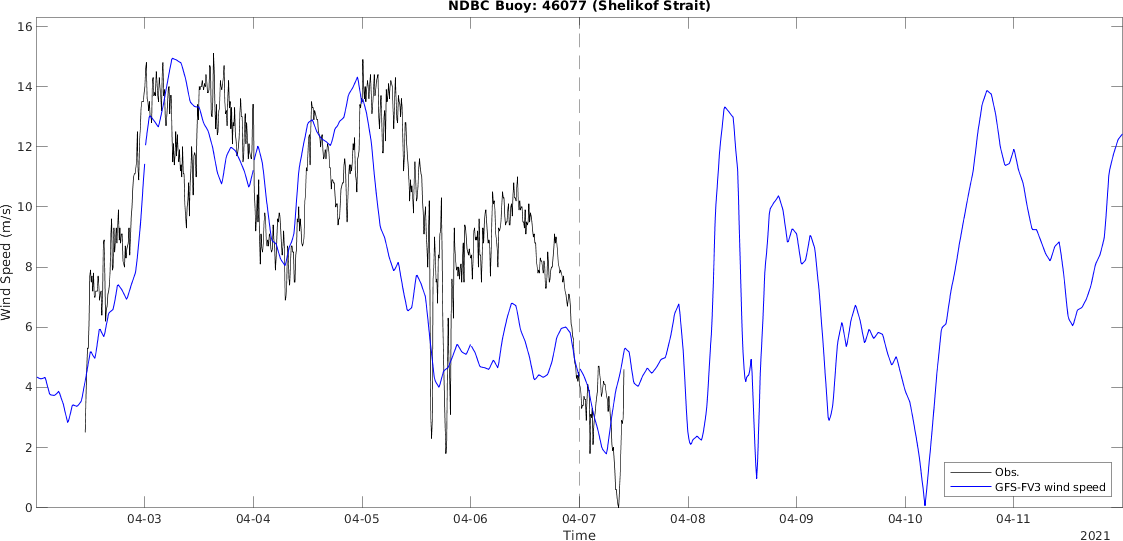 NDBC Buoy: 46077 (Shelikof Strait)
16
14
12
10
8
6
4
2
0
Wind Speed (m/s)
04-03 04-04 04-05 04-06 04-07 04-08 04-09 04-10 04-11
Time
2021
Obs.
GFS-FV3 wind speed